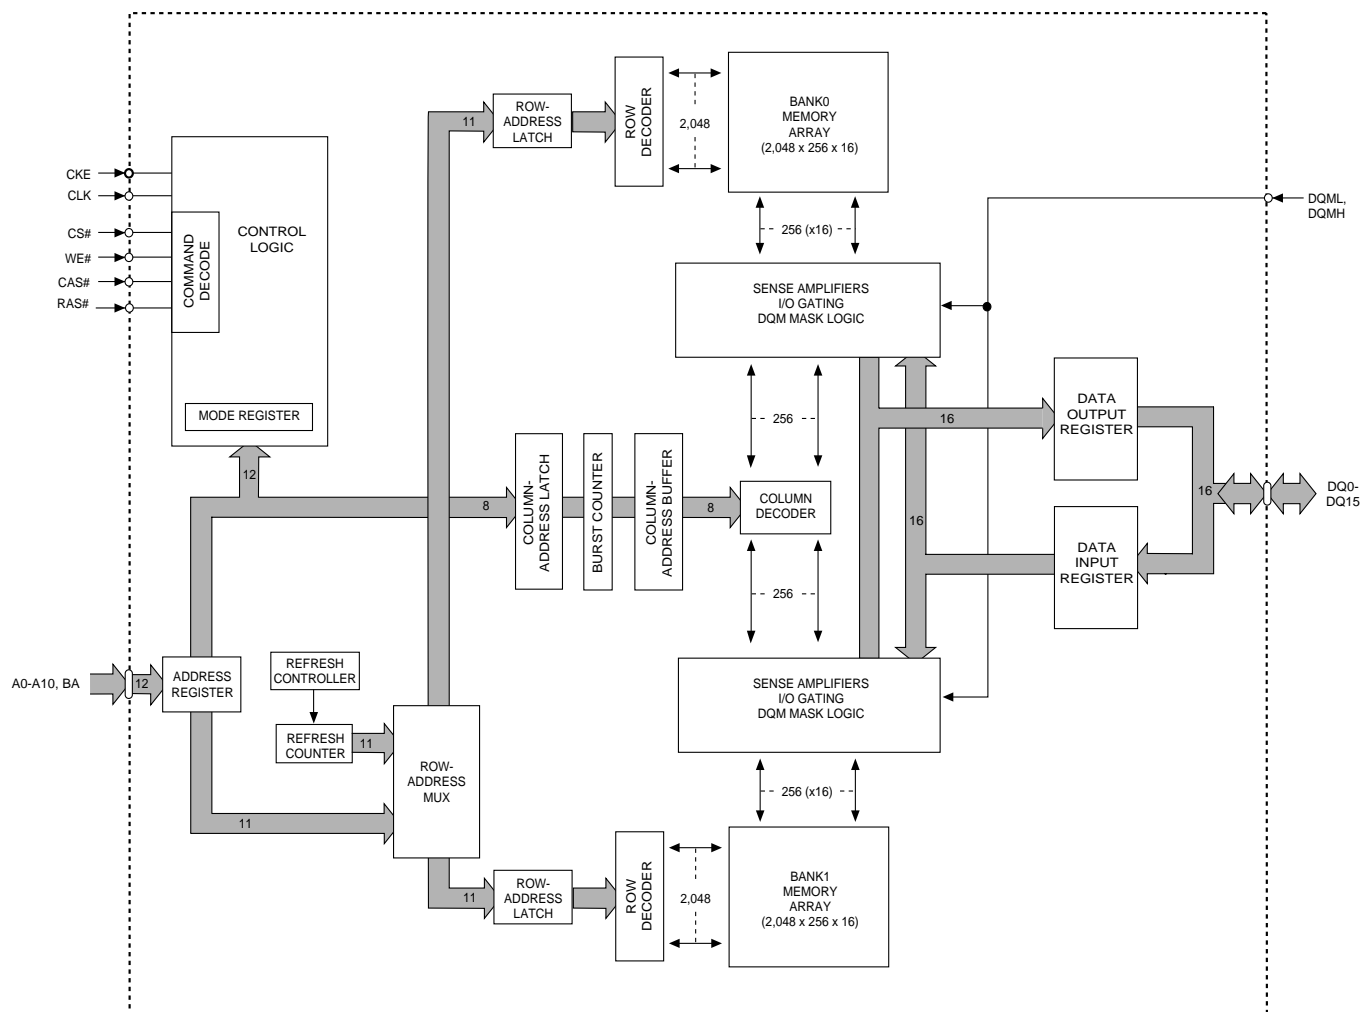 ROW-
ADDRESS
LATCH
11
ROW
DECODER
2,048
BANK0
MEMORY
ARRAY
(2,048 x 256 x 16)
CKE
CLK
CS#
WE#
CAS#
RAS#
COMMAND
DECODE
CONTROL
LOGIC
MODE REGISTER
12
DQML,
DQMH
256 (x16)
SENSE AMPLIFIERS
I/O GATING
DQM MASK LOGIC
256
16
DATA
OUTPUT
REGISTER
8
COLUMN-
ADDRESS LATCH
BURST COUNTER
COLUMN-
ADDRESS BUFFER
8
COLUMN
DECODER
16
16
DQ0-
DQ15
DATA
INPUT
REGISTER
256
A0-A10, BA
12
ADDRESS
REGISTER
REFRESH
CONTROLLER
REFRESH
COUNTER
11
ROW-
ADDRESS
MUX
11
SENSE AMPLIFIERS
I/O GATING
DQM MASK LOGIC
256 (x16)
11
ROW-
ADDRESS
LATCH
ROW
DECODER
2,048
BANK1
MEMORY
ARRAY
(2,048 x 256 x 16)